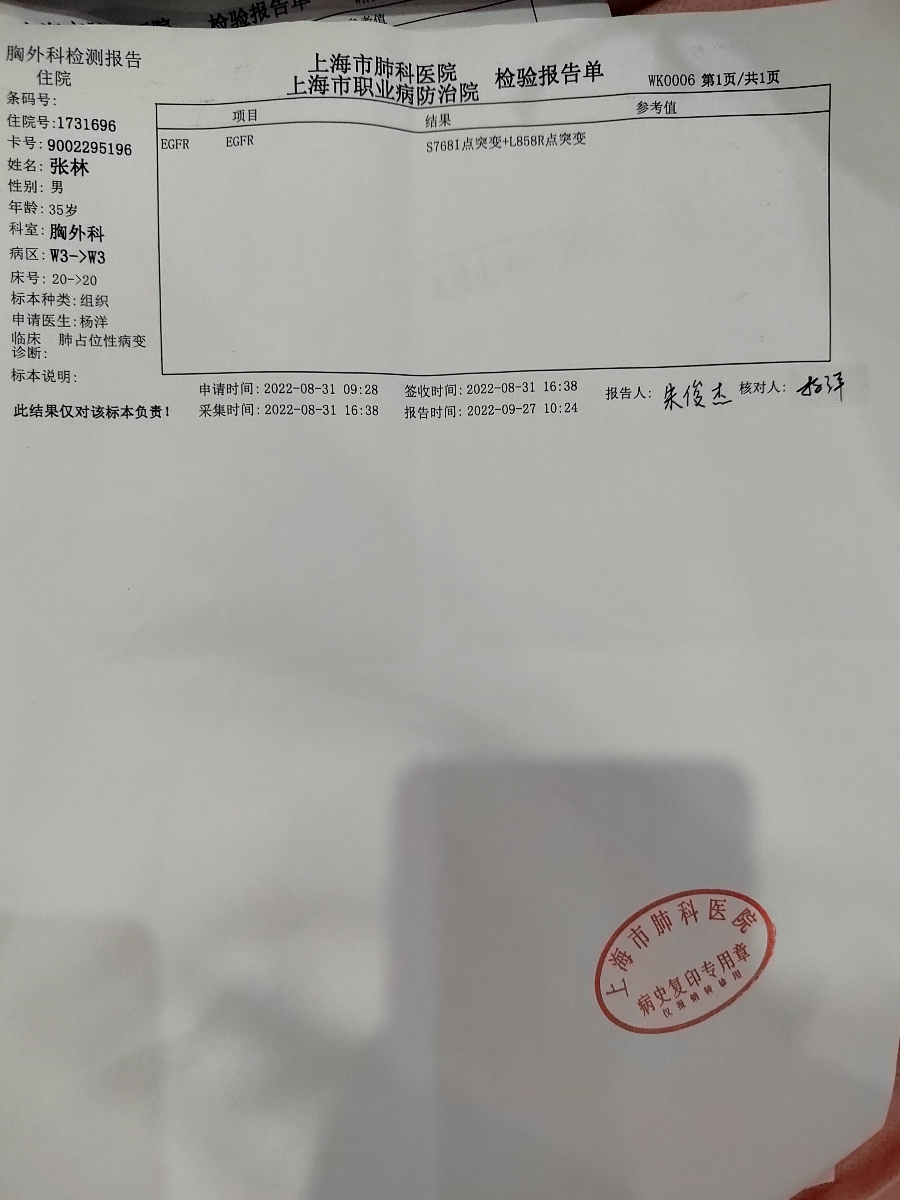 检验报告单
参考值
胸外科检测报告
住院
上海市肺科医院
上海市职业病防治院
检验报告单
WK0006 第1页/共1页
条码号:
住院号:1731696
卡号: 9002295196
姓名: 张林
性别: 男
年龄: 35岁
科室: 胸外科
病区: W3->W3
床号: 20->20
标本种类: 组织
申请医生: 杨洋
临床诊断: 肺占位性病变
标本说明:
此结果仅对该标本负责!
项目 结果 参考值
EGFR EGFR S768I点突变+L858R点突变
申请时间: 2022-08-31 09:28 签收时间: 2022-08-31 16:38 报告人: 朱俊杰 核对人: 杨洋
采集时间: 2022-08-31 16:38 报告时间: 2022-09-27 10:24
上海市肺科医院
病史复印专用章